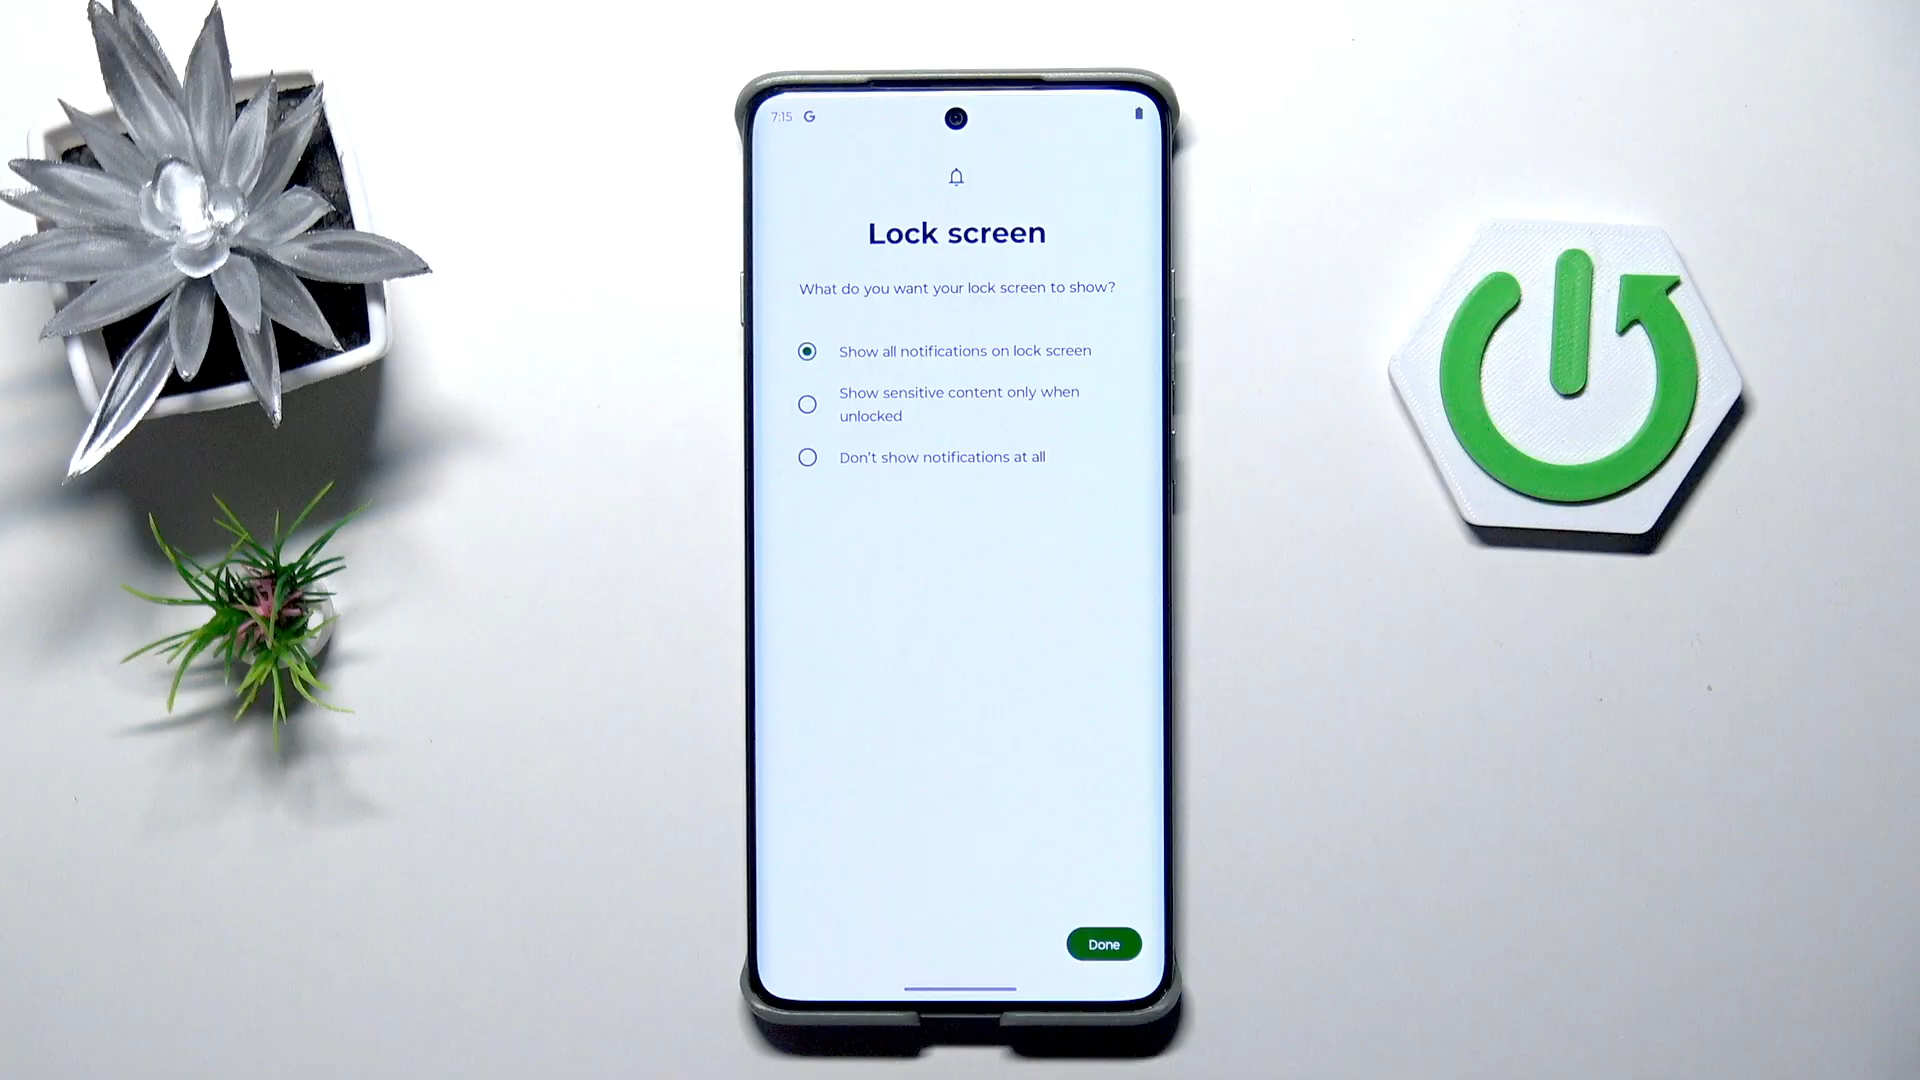 7:15 G
Lock screen
What do you want your lock screen to show?
Show all notifications on lock screen
Show sensitive content only when
unlocked
Don't show notifications at all
Done